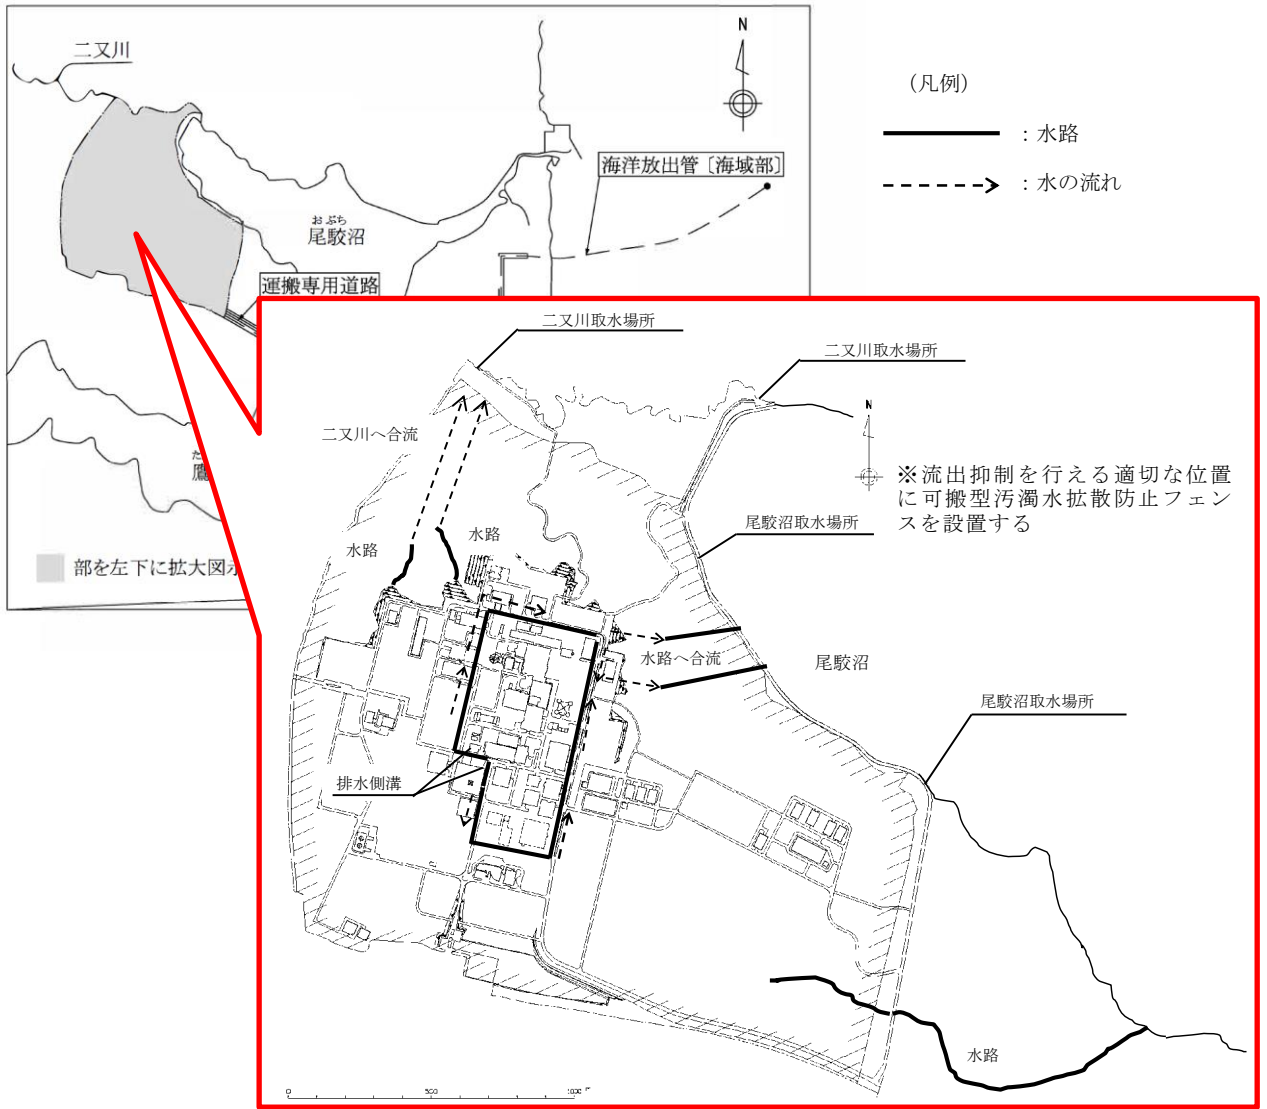 二又川
N
(凡例)
：水路
：水の流れ
海洋放出管〔海域部〕
おぶち
尾駮沼
運搬専用道路
二又川取水場所
二又川取水場所
N
二又川へ合流
※流出抑制を行える適切な位置
に可搬型汚濁水拡散防止フェン
スを設置する
た
鷹
尾駮沼取水場所
水路
水路
部を左下に拡大図示
水路へ合流
尾駮沼
尾駮沼取水場所
排水側溝
水路
0 500 1000